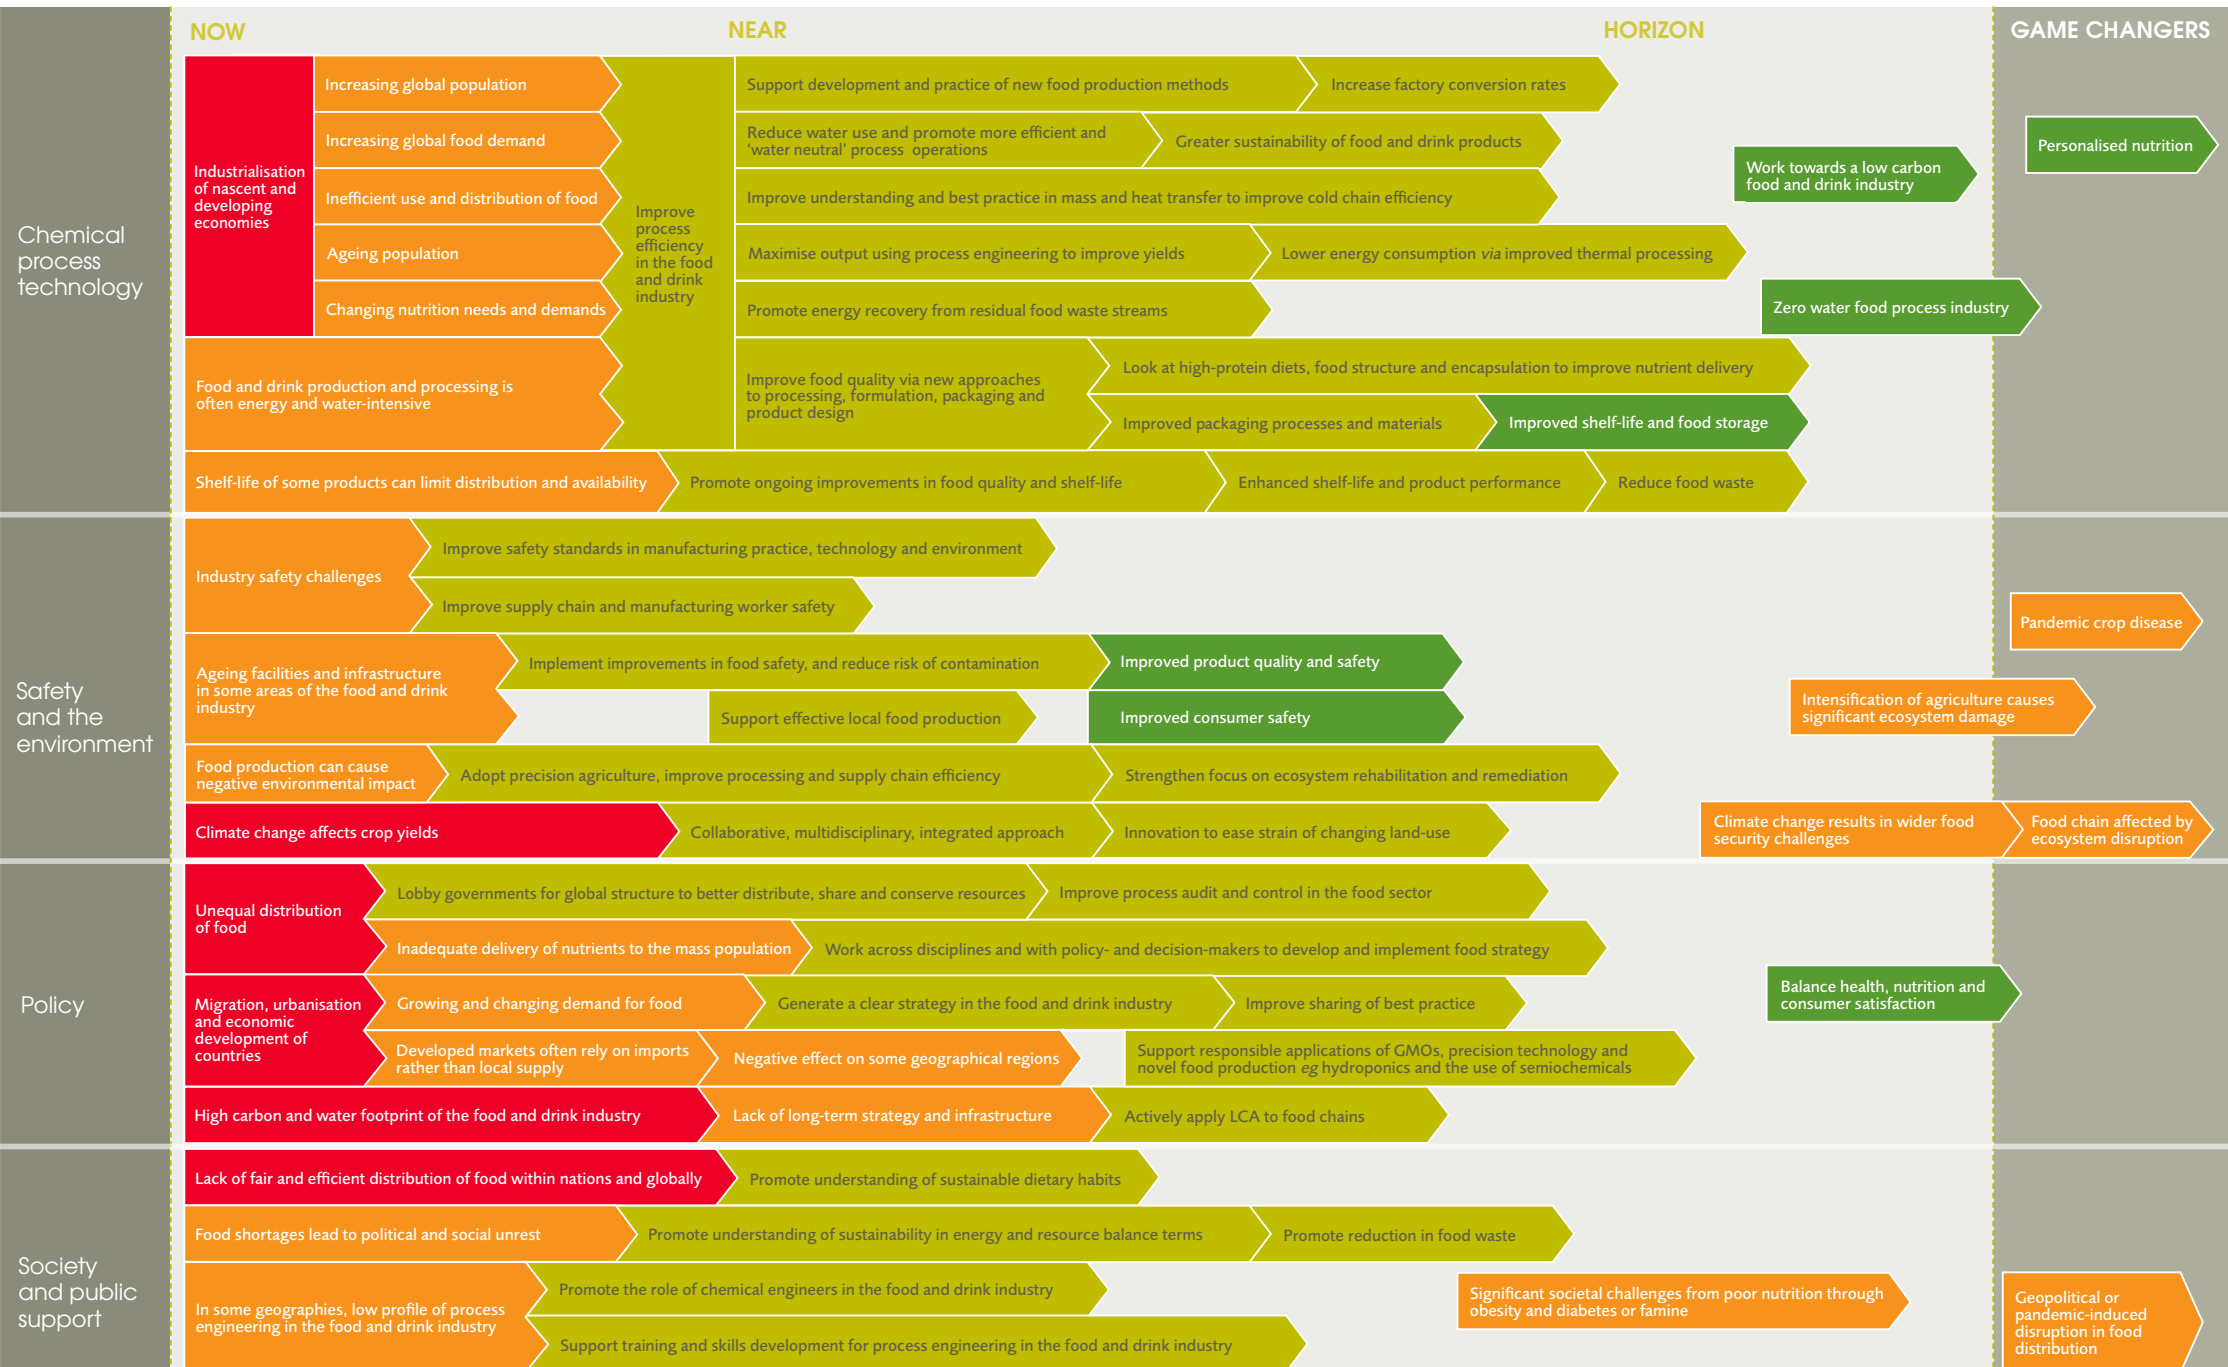 NOW
NEAR
HORIZON
GAME CHANGERS
Chemical
process
technology
Industrialisation
of nascent and
developing
economies
Increasing global population
Increasing global food demand
Inefficient use and distribution of food
Ageing population
Changing nutrition needs and demands
Improve
process
efficiency
in the food
and drink
industry
Support development and practice of new food production methods
Increase factory conversion rates
Reduce water use and promote more efficient and
'water neutral' process operations
Greater sustainability of food and drink products
Improve understanding and best practice in mass and heat transfer to improve cold chain efficiency
Maximise output using process engineering to improve yields
Lower energy consumption via improved thermal processing
Promote energy recovery from residual food waste streams
Work towards a low carbon
food and drink industry
Personalised nutrition
Zero water food process industry
Food and drink production and processing is
often energy and water-intensive
Improve food quality via new approaches
to processing, formulation, packaging and
product design
Look at high-protein diets, food structure and encapsulation to improve nutrient delivery
Improved packaging processes and materials
Improved shelf-life and food storage
Shelf-life of some products can limit distribution and availability
Promote ongoing improvements in food quality and shelf-life
Enhanced shelf-life and product performance
Reduce food waste
Safety
and the
environment
Industry safety challenges
Improve safety standards in manufacturing practice, technology and environment
Improve supply chain and manufacturing worker safety
Pandemic crop disease
Ageing facilities and infrastructure
in some areas of the food and drink
industry
Implement improvements in food safety, and reduce risk of contamination
Improved product quality and safety
Support effective local food production
Improved consumer safety
Intensification of agriculture causes
significant ecosystem damage
Food production can cause
negative environmental impact
Adopt precision agriculture, improve processing and supply chain efficiency
Strengthen focus on ecosystem rehabilitation and remediation
Climate change affects crop yields
Collaborative, multidisciplinary, integrated approach
Innovation to ease strain of changing land-use
Climate change results in wider food
security challenges
Food chain affected by
ecosystem disruption
Policy
Unequal distribution
of food
Lobby governments for global structure to better distribute, share and conserve resources
Improve process audit and control in the food sector
Inadequate delivery of nutrients to the mass population
Work across disciplines and with policy- and decision-makers to develop and implement food strategy
Migration, urbanisation
and economic
development of
countries
Growing and changing demand for food
Generate a clear strategy in the food and drink industry
Improve sharing of best practice
Balance health, nutrition and
consumer satisfaction
Developed markets often rely on imports
rather than local supply
Negative effect on some geographical regions
Support responsible applications of GMOs, precision technology and
novel food production eg hydroponics and the use of semiochemicals
High carbon and water footprint of the food and drink industry
Lack of long-term strategy and infrastructure
Actively apply LCA to food chains
Society
and public
support
Lack of fair and efficient distribution of food within nations and globally
Promote understanding of sustainable dietary habits
Food shortages lead to political and social unrest
Promote understanding of sustainability in energy and resource balance terms
Promote reduction in food waste
In some geographies, low profile of process
engineering in the food and drink industry
Promote the role of chemical engineers in the food and drink industry
Support training and skills development for process engineering in the food and drink industry
Significant societal challenges from poor nutrition through
obesity and diabetes or famine
Geopolitical or
pandemic-induced
disruption in food
distribution